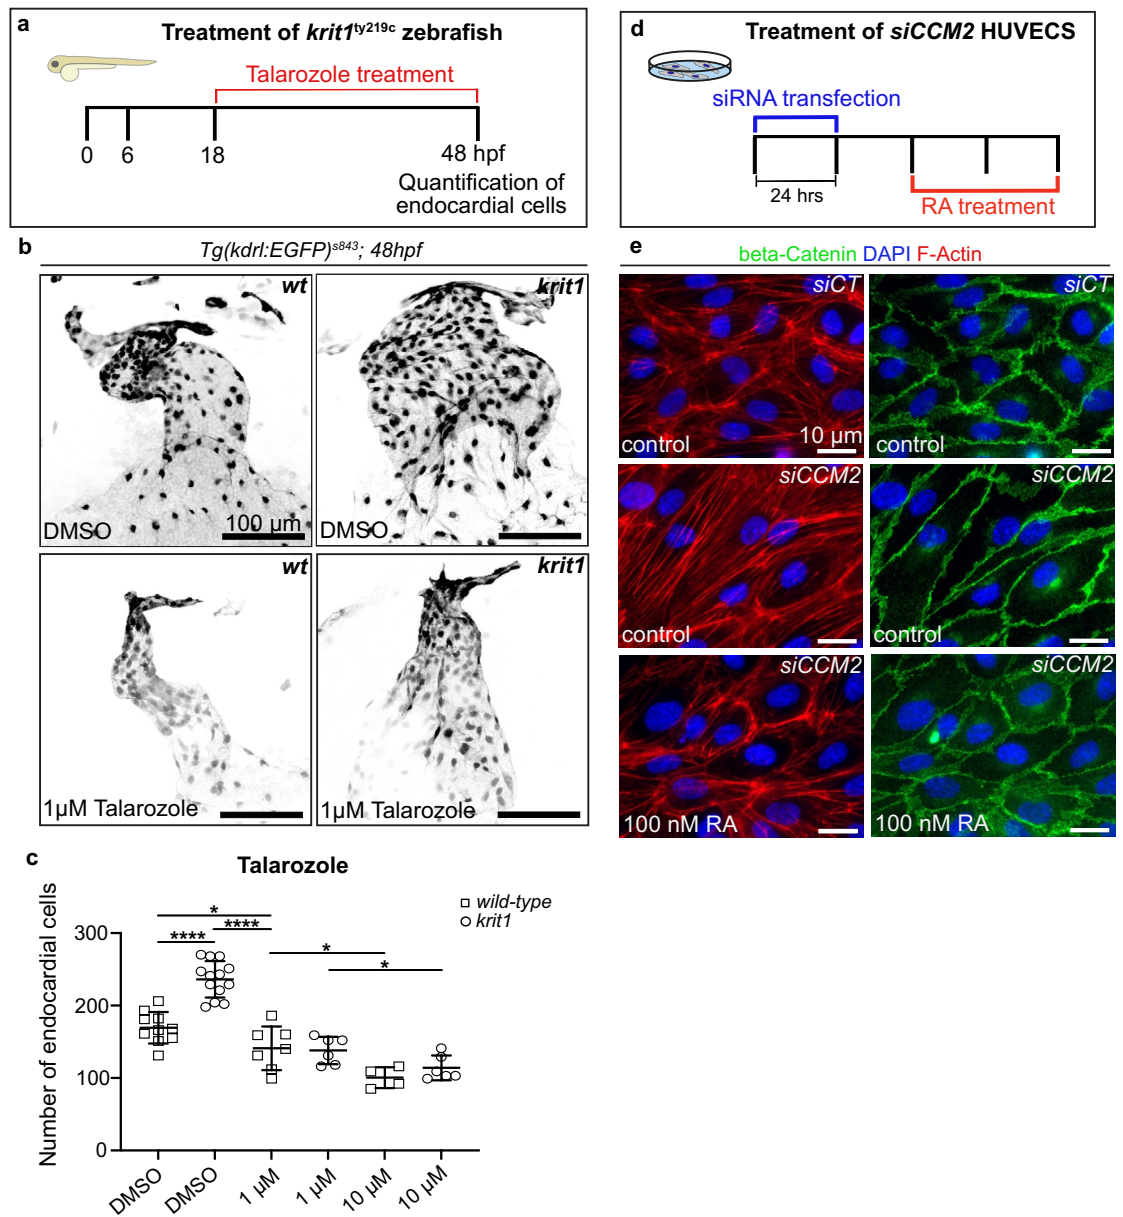 a
Treatment of krit1ty219c zebrafish
Talarozole treatment
0 6 18 48 hpf
Quantification of
endocardial cells
b
Tg(kdrl:EGFP)s843; 48hpf
wt
DMSO
100 µm
krit1
DMSO
wt
1µM Talarozole
krit1
1µM Talarozole
c
Talarozole
wild-type
krit1
Number of endocardial cells
300
200
100
0
*
****
****
*
*
DMSO
DMSO
1 µM
1 µM
10 µM
10 µM
d
Treatment of siCCM2 HUVECS
siRNA transfection
24 hrs
RA treatment
e
beta-Catenin DAPI F-Actin
siCT
control
10 µm
siCT
control
siCCM2
control
siCCM2
control
siCCM2
100 nM RA
siCCM2
100 nM RA